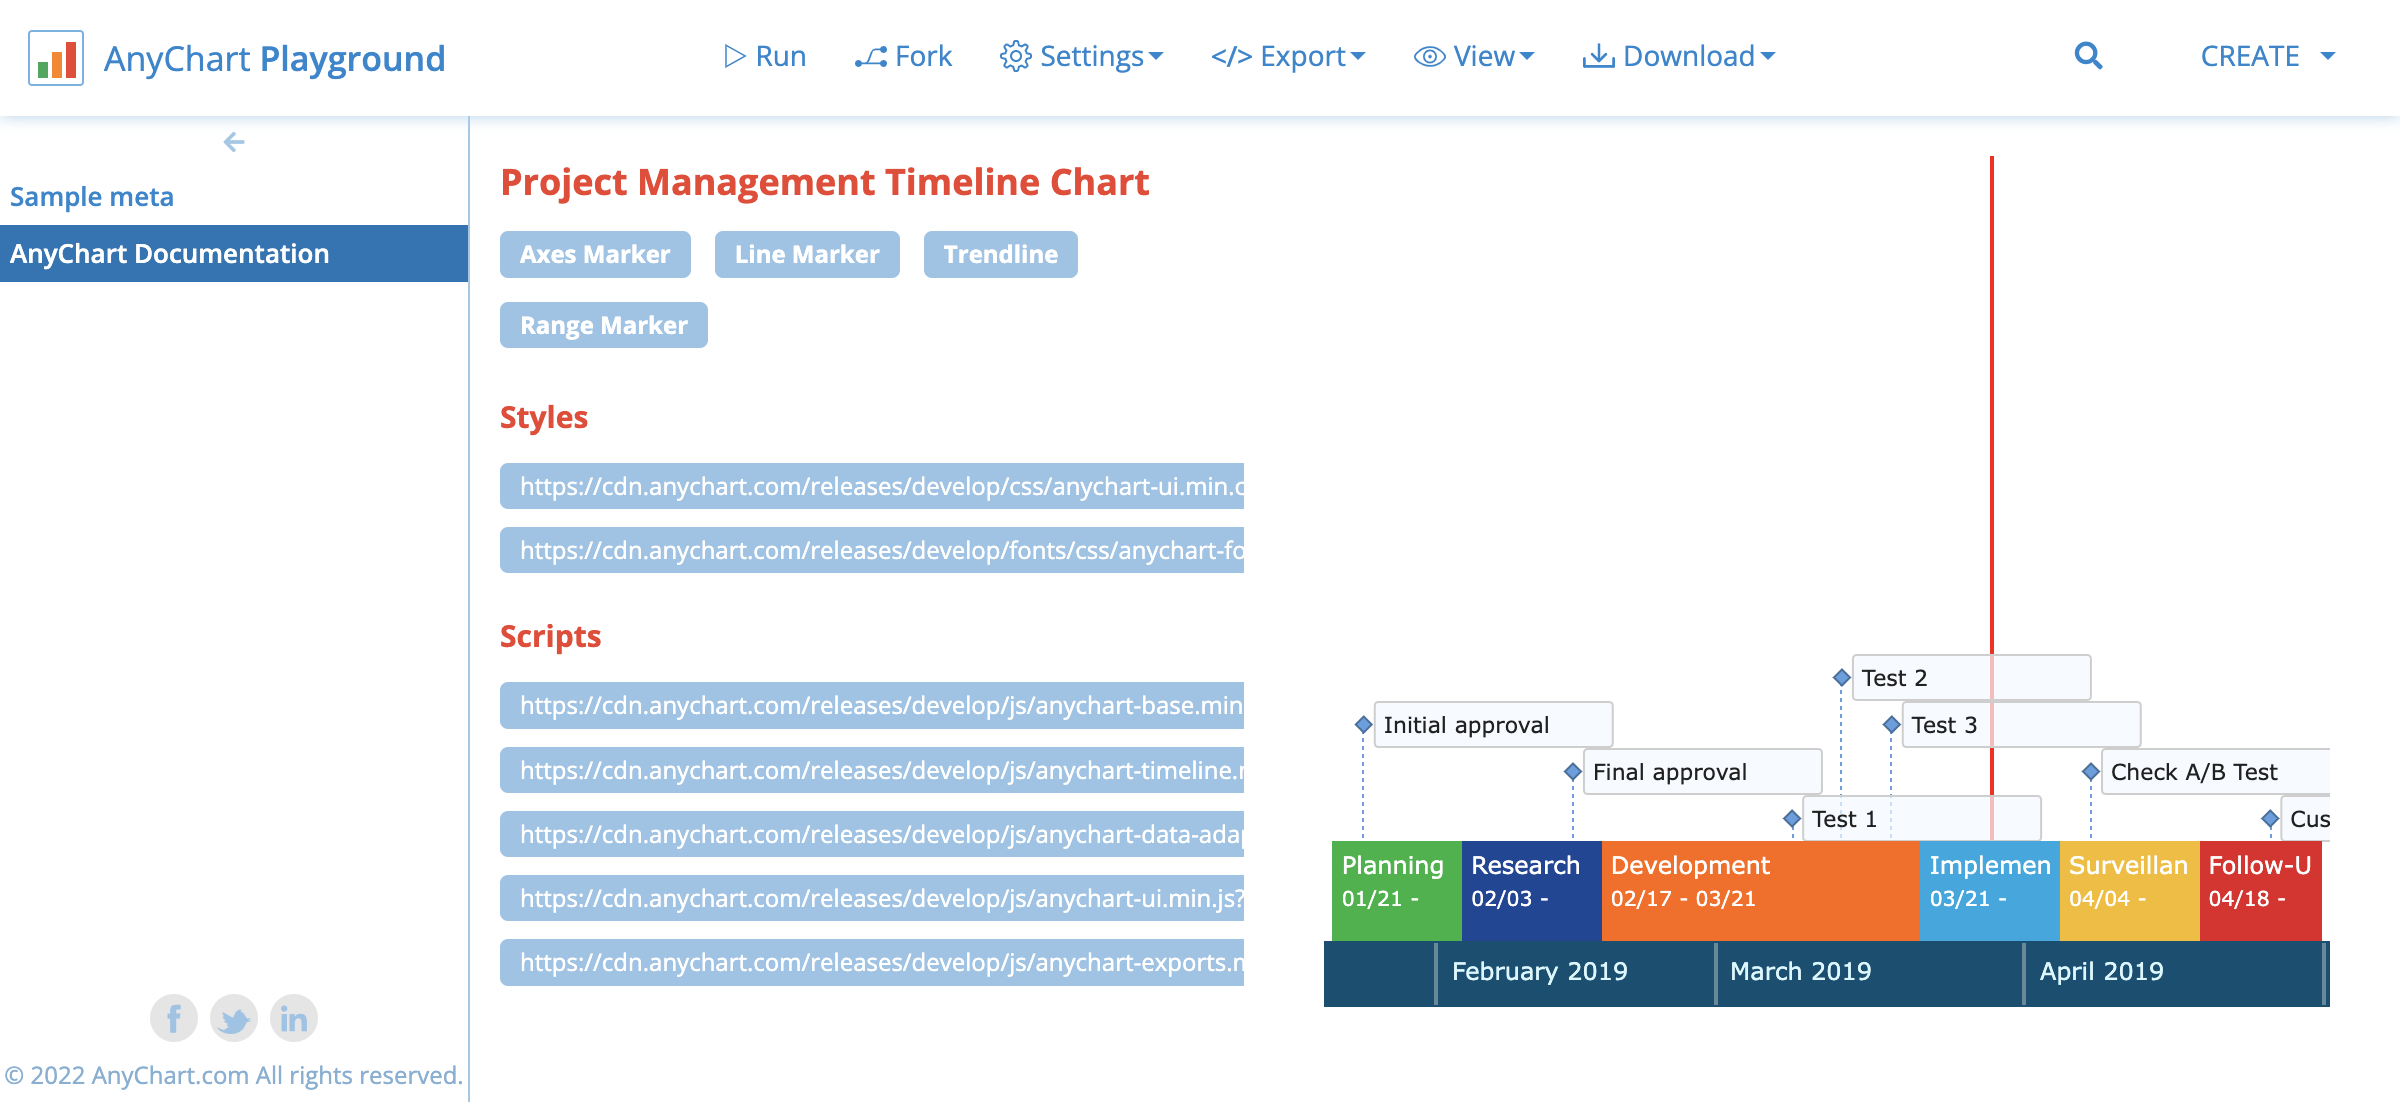 AnyChart Playground
Run
Fork
Settings
</> Export
View
Download
CREATE
Sample meta
AnyChart Documentation
Project Management Timeline Chart
Axes Marker
Line Marker
Trendline
Range Marker
Styles
https://cdn.anychart.com/releases/develop/css/anychart-ui.min.c
https://cdn.anychart.com/releases/develop/fonts/css/anychart-fo
Scripts
https://cdn.anychart.com/releases/develop/js/anychart-base.min
https://cdn.anychart.com/releases/develop/js/anychart-timeline.m
https://cdn.anychart.com/releases/develop/js/anychart-data-adap
https://cdn.anychart.com/releases/develop/js/anychart-ui.min.js?
https://cdn.anychart.com/releases/develop/js/anychart-exports.m
Test 2
Initial approval
Test 3
Final approval
Check A/B Test
Test 1
Cus
Planning
01/21 -
Research
02/03 -
Development
02/17 - 03/21
Implemen
03/21 -
Surveillan
04/04 -
Follow-U
04/18 -
February 2019
March 2019
April 2019
© 2022 AnyChart.com All rights reserved.